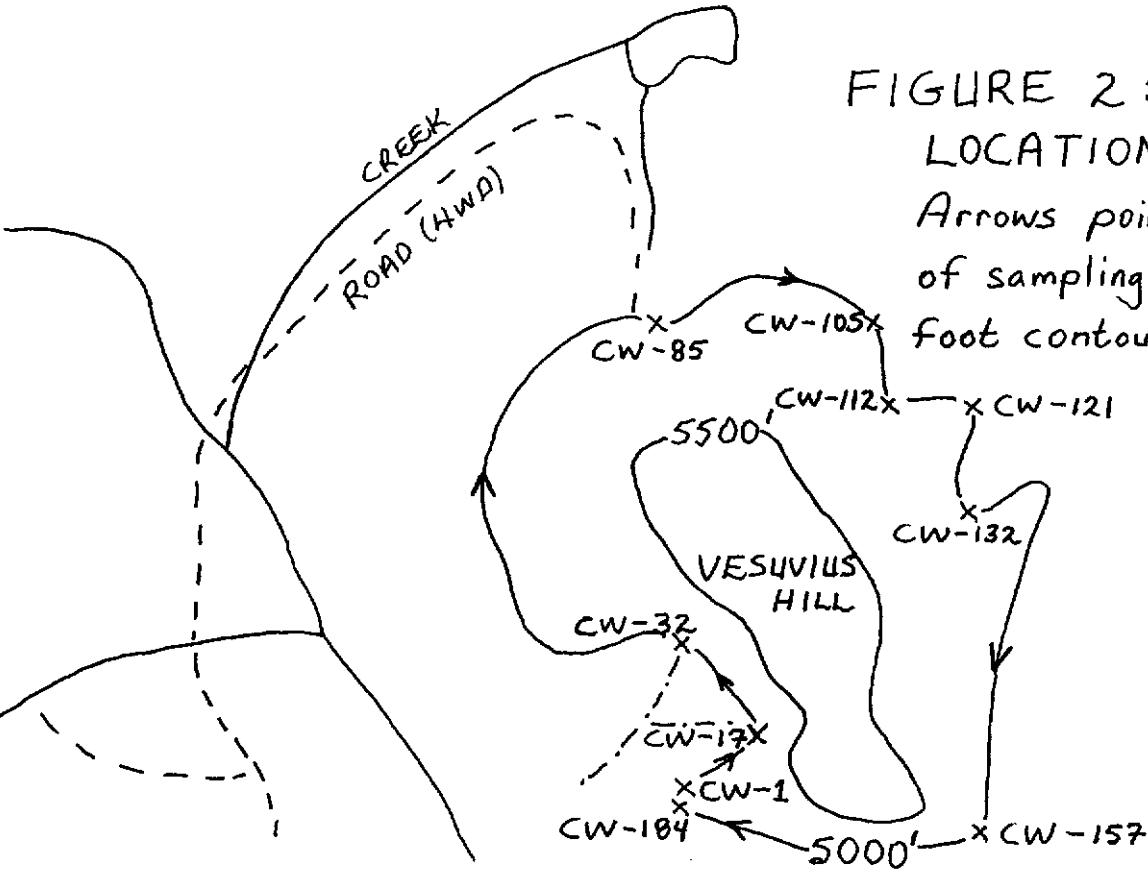 FIGURE 2:
LOCATION
Arrows poin
of sampling
foot contou
CREEK
ROAD (HWD)
CW-85
CW-105
CW-112
CW-121
5500'
CW-132
VESUVIUS
HILL
CW-32
CW-17
CW-1
CW-184
5000'
CW-157